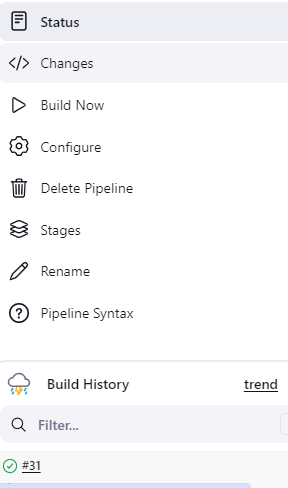 Status
Changes
Build Now
Configure
Delete Pipeline
Stages
Rename
Pipeline Syntax
Build History trend
Filter...
#31